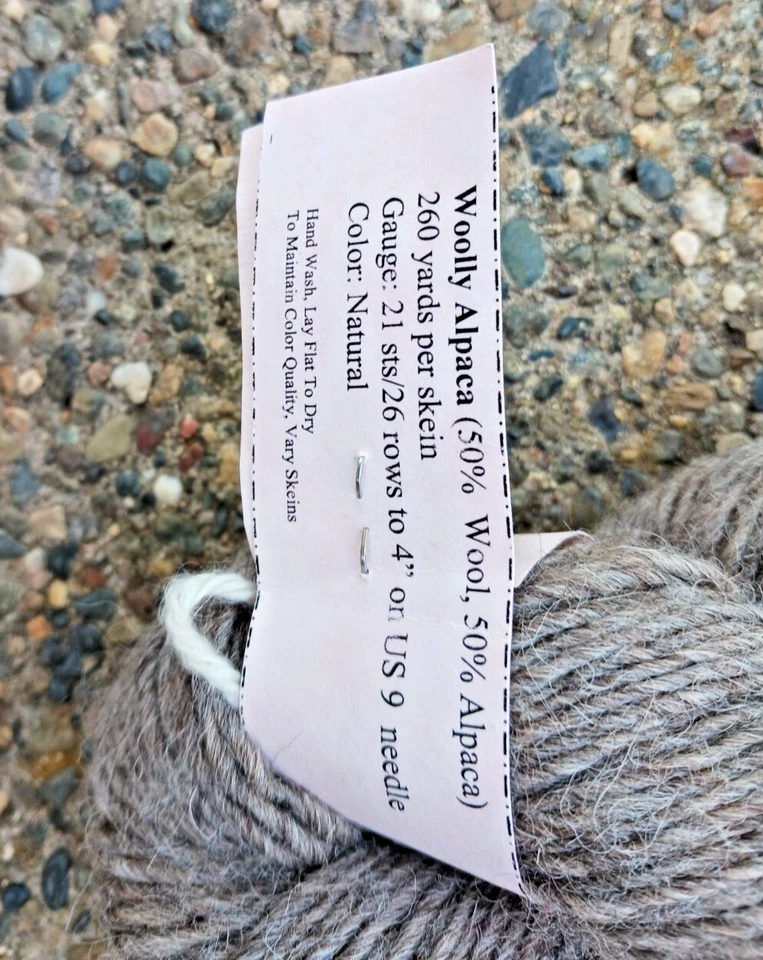 Woolly Alpaca (50% Wool, 50% Alpaca)
260 yards per skein
Gauge: 21 sts/26 rows to 4” on US 9 needle
Color: Natural
Hand Wash, Lay Flat To Dry
To Maintain Color Quality, Vary Skeins